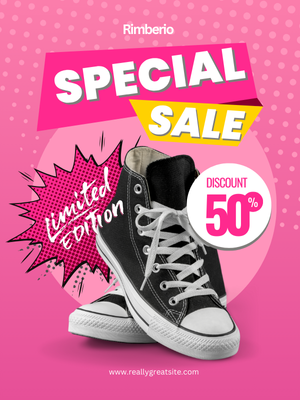 Rimberio
SPECIAL
SALE
Limited
EDITION
DISCOUNT
50%
www.reallygreatsite.com